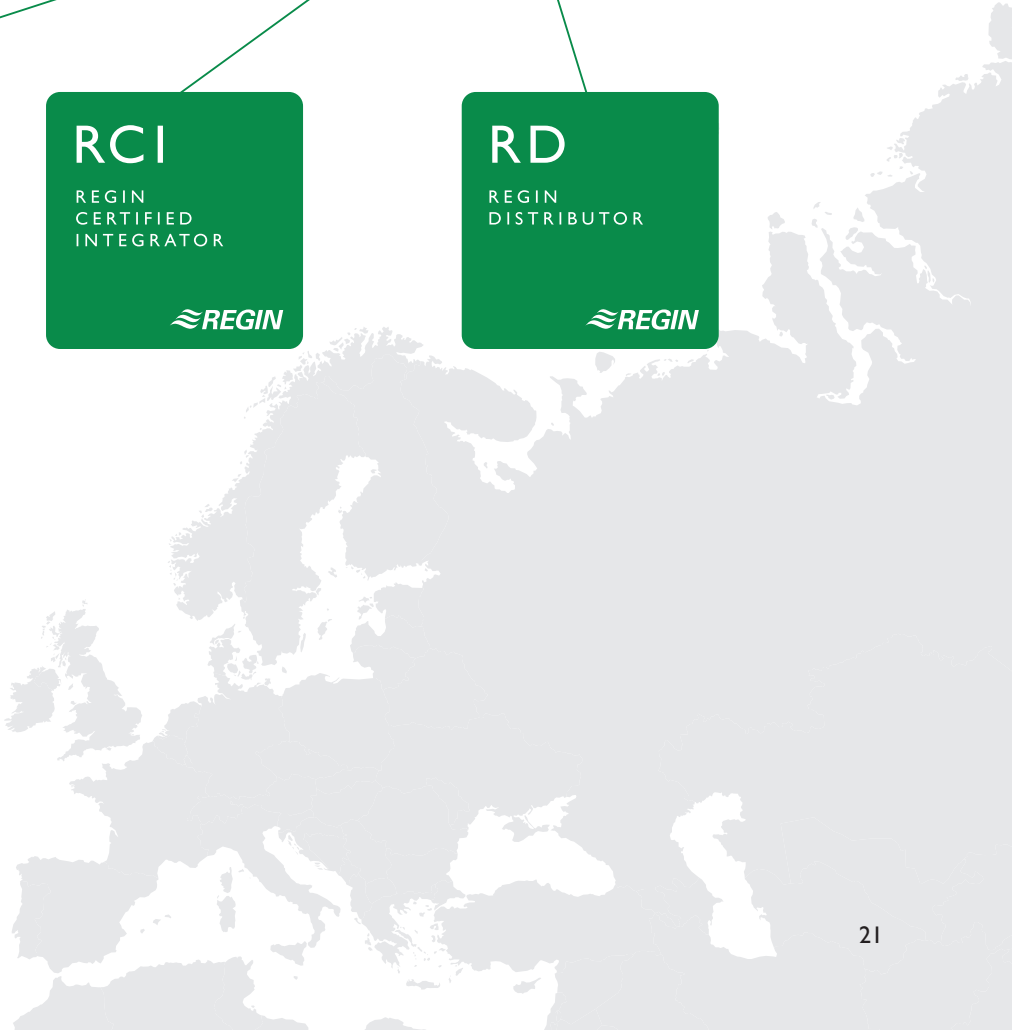 RCI
REGIN
CERTIFIED
INTEGRATOR
REGIN
RD
REGIN
DISTRIBUTOR
REGIN
21